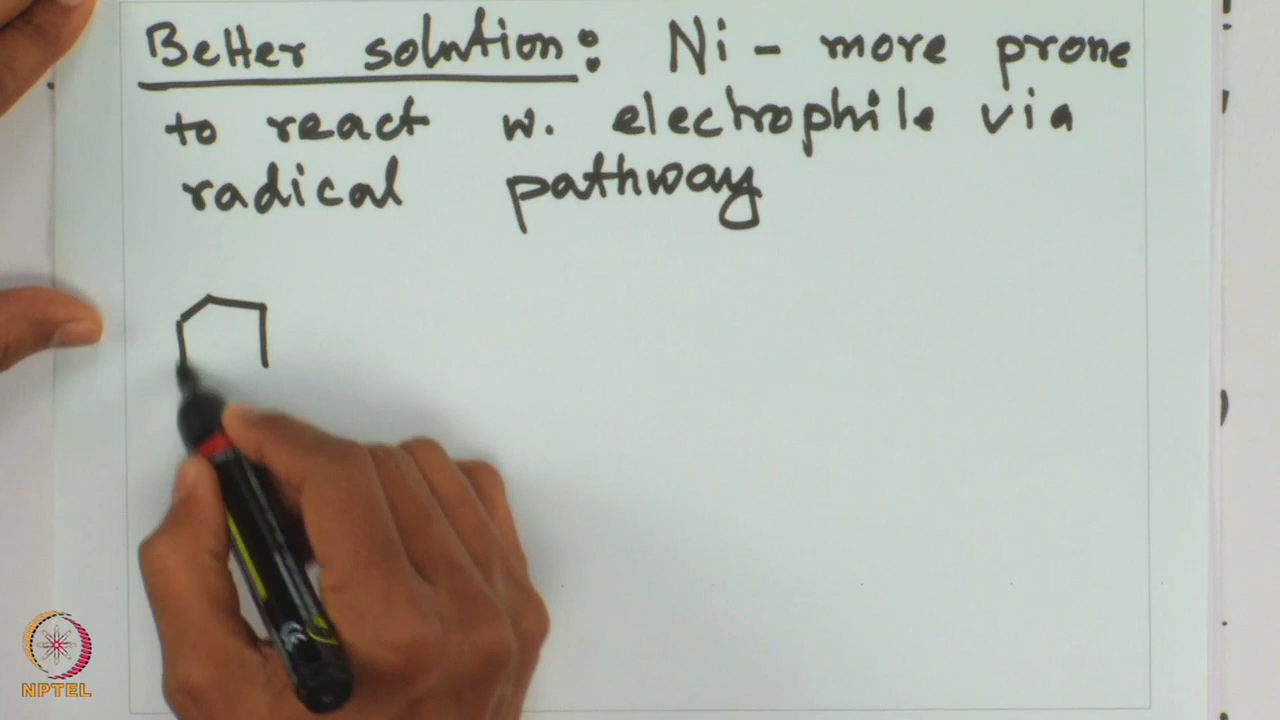 Better solution: Ni - more prone
to react w. electrophile via
radical pathway
NPTEL